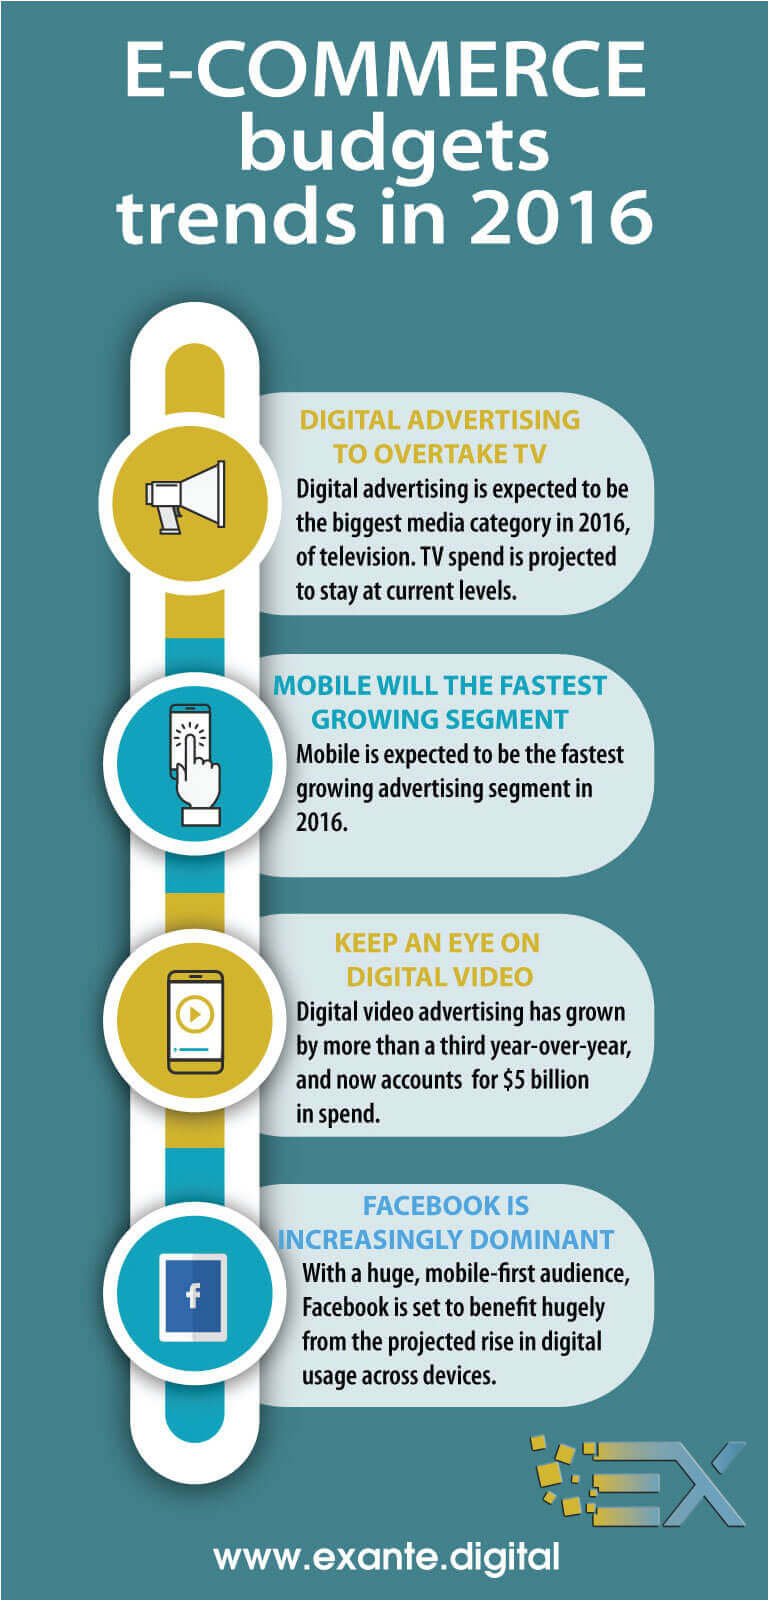 E-COMMERCE
budgets
trends in 2016
DIGITAL ADVERTISING
TO OVERTAKE TV
Digital advertising is expected to be
the biggest media category in 2016,
of television. TV spend is projected
to stay at current levels.
MOBILE WILL THE FASTEST
GROWING SEGMENT
Mobile is expected to be the fastest
growing advertising segment in
2016.
KEEP AN EYE ON
DIGITAL VIDEO
Digital video advertising has grown
by more than a third year-over-year,
and now accounts  for $5 billion
in spend.
FACEBOOK IS
INCREASINGLY DOMINANT
With a huge, mobile-first audience,
Facebook is set to benefit hugely
from the projected rise in digital
usage across devices.
f
EX
www.exante.digital